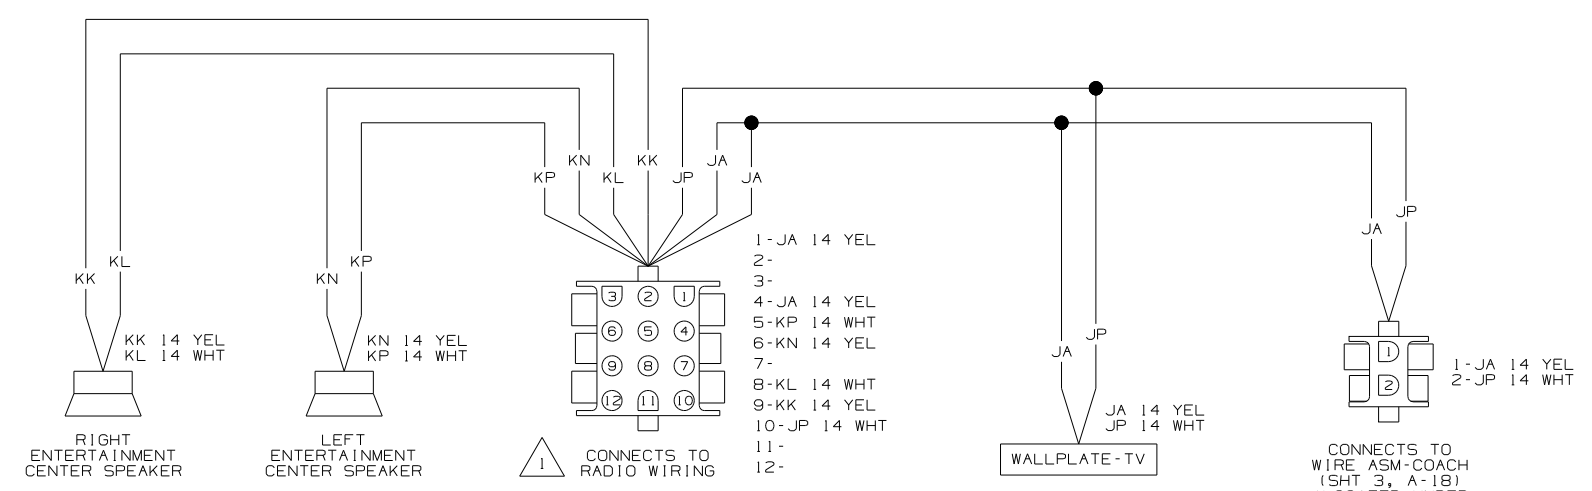 KK
KL
KN
KP
KP
KN
KL
KK
JP
JA
JA
JA
JP
JA
JP
KK 14 YEL
KL 14 WHT
RIGHT
ENTERTAINMENT
CENTER SPEAKER
KN 14 YEL
KP 14 WHT
LEFT
ENTERTAINMENT
CENTER SPEAKER
3 2 1
6 5 4
9 8 7
12 11 10
1
CONNECTS TO
RADIO WIRING
1-JA 14 YEL
2-
3-
4-JA 14 YEL
5-KP 14 WHT
6-KN 14 YEL
7-
8-KL 14 WHT
9-KK 14 YEL
10-JP 14 WHT
11-
12-
JA 14 YEL
JP 14 WHT
WALLPLATE-TV
1
2
1-JA 14 YEL
2-JP 14 WHT
CONNECTS TO
WIRE ASM-COACH
(SHT 3, A-18)